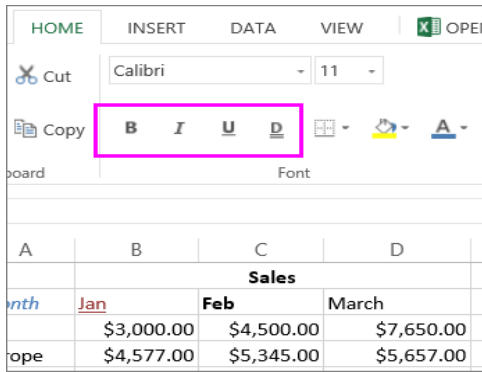 HOME INSERT DATA VIEW OPE
Cut Calibri 11
Copy B I U D A
board Font
A B C D
Sales
onth Jan Feb March
$3,000.00 $4,500.00 $7,650.00
rope $4,577.00 $5,345.00 $5,657.00